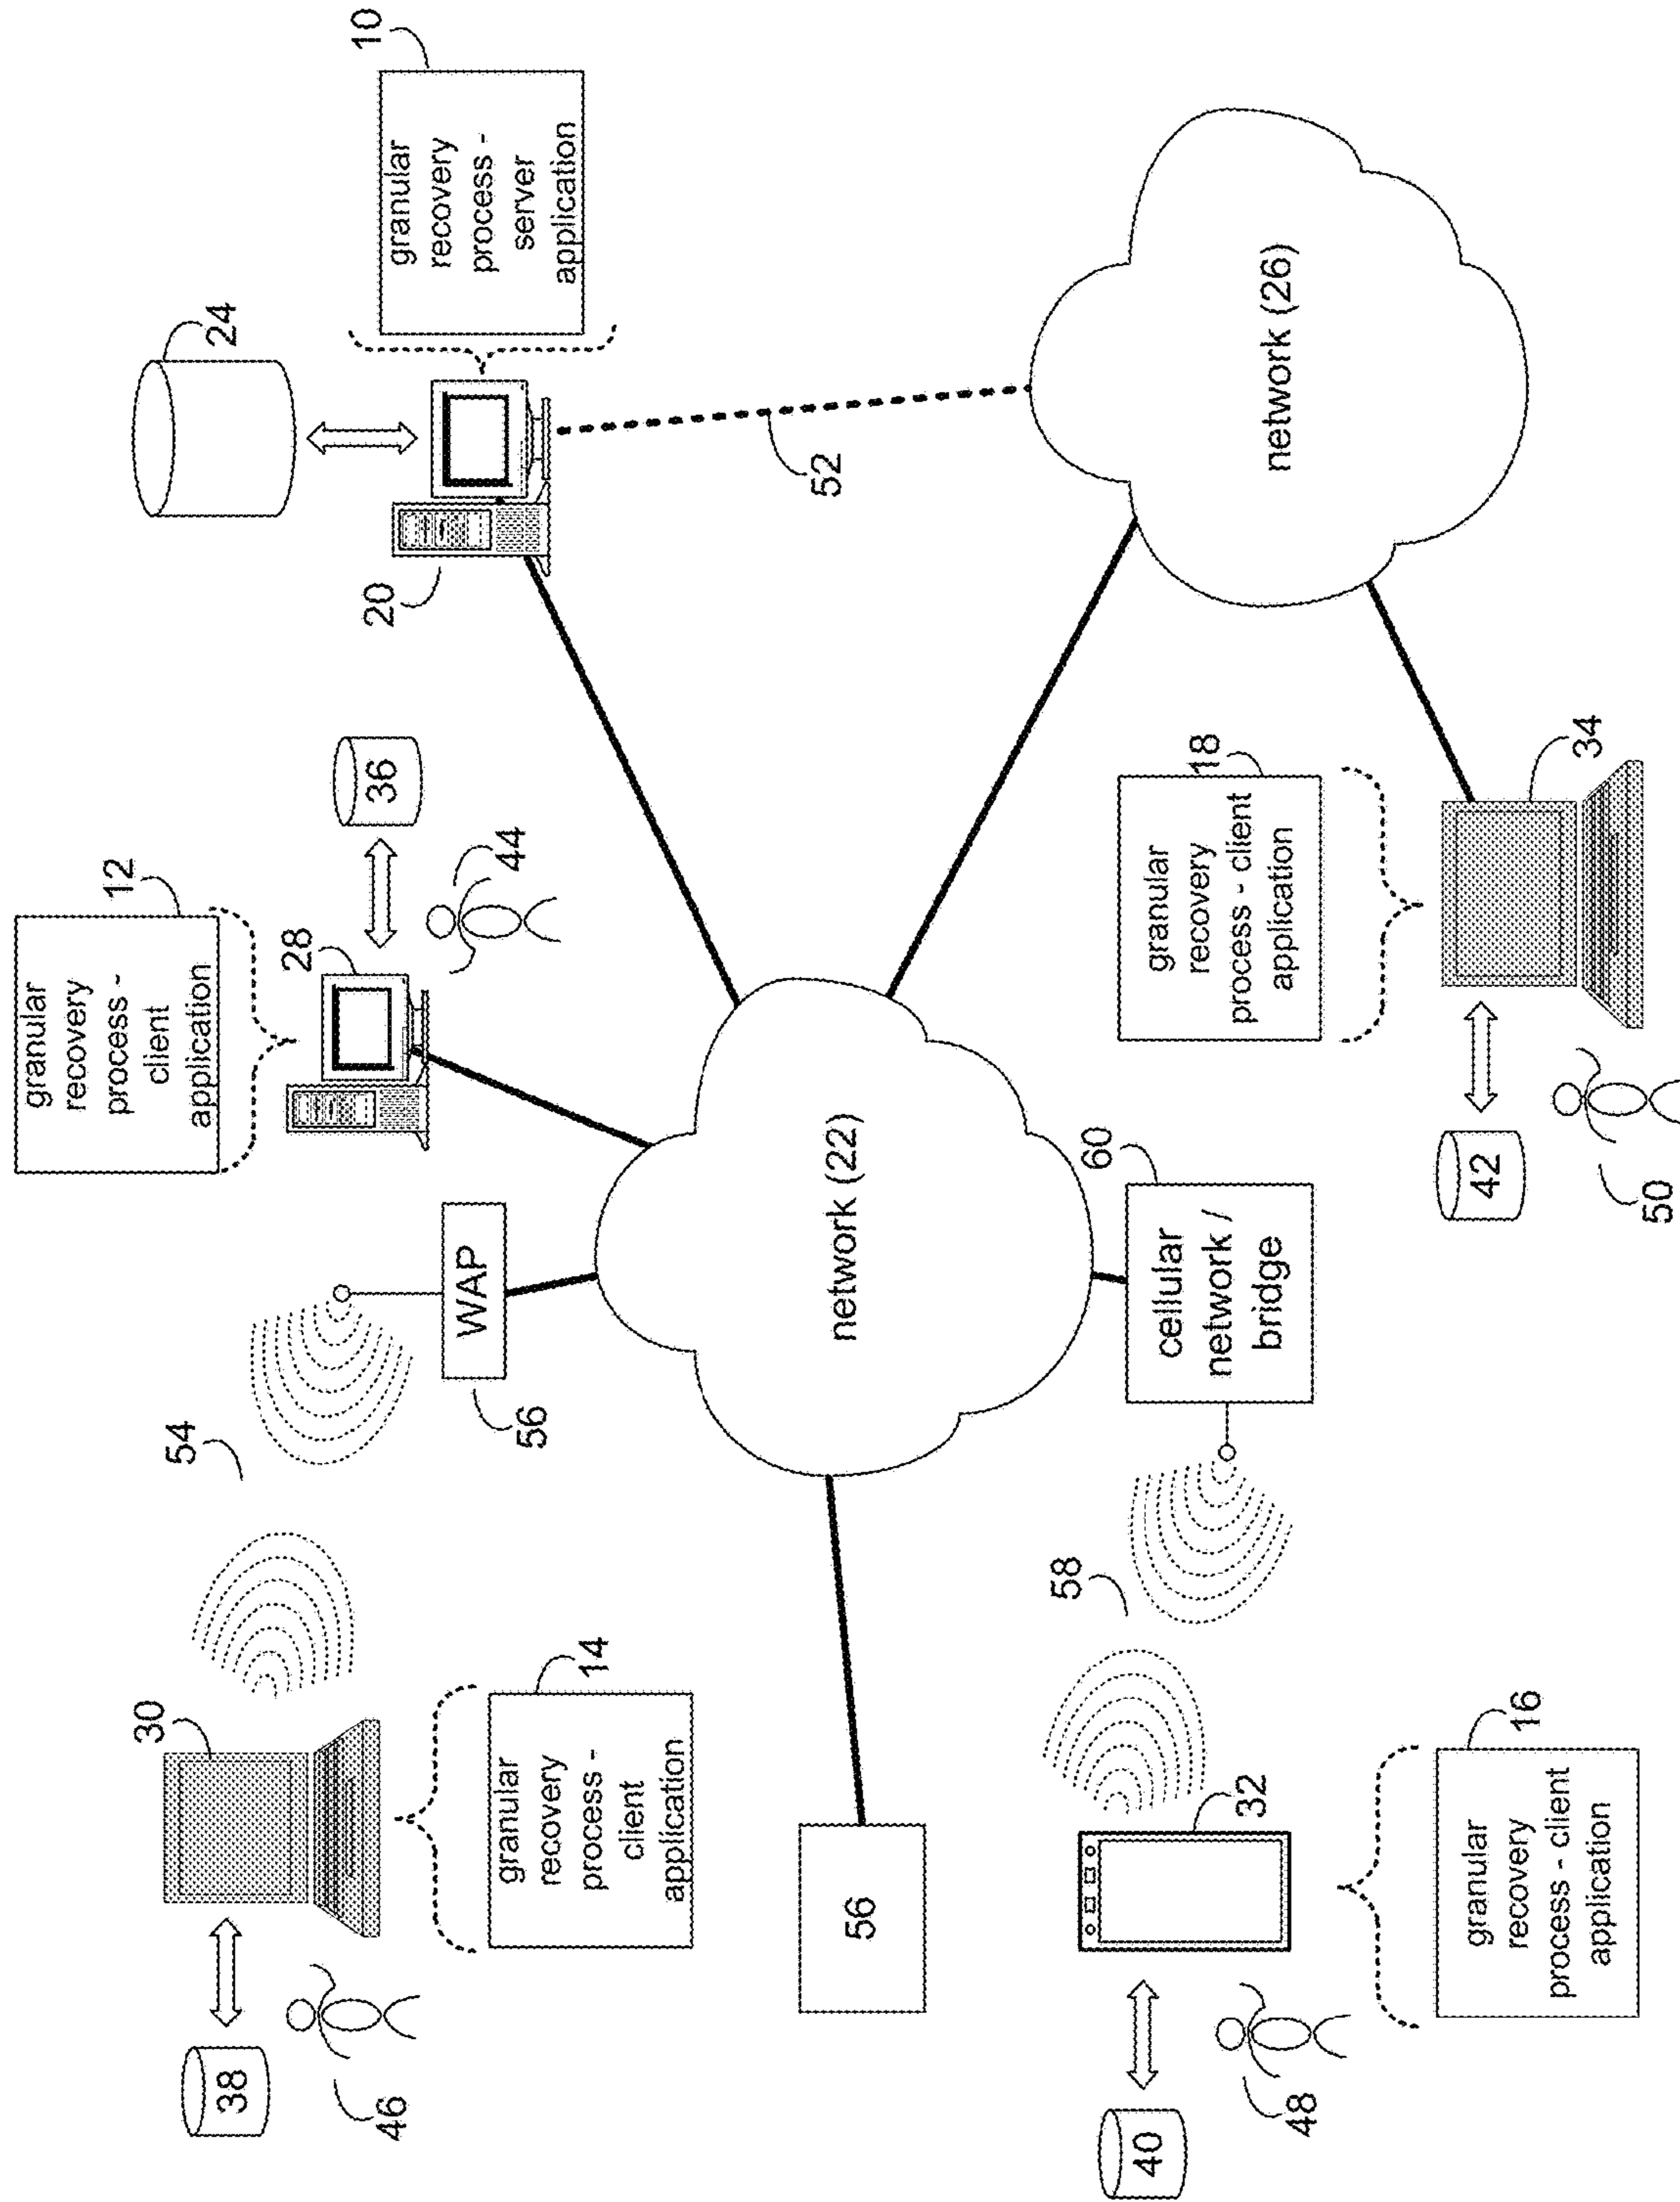 38
46
30
granular
recovery
process -
client
application
14
54
WAP
56
granular
recovery
process -
client
application
12
28
36
44
24
20
granular
recovery
process -
server
application
10
56
network (22)
52
40
48
32
granular
recovery
process - client
application
16
58
cellular
network /
bridge
60
42
50
granular
recovery
process - client
application
18
34
network (26)